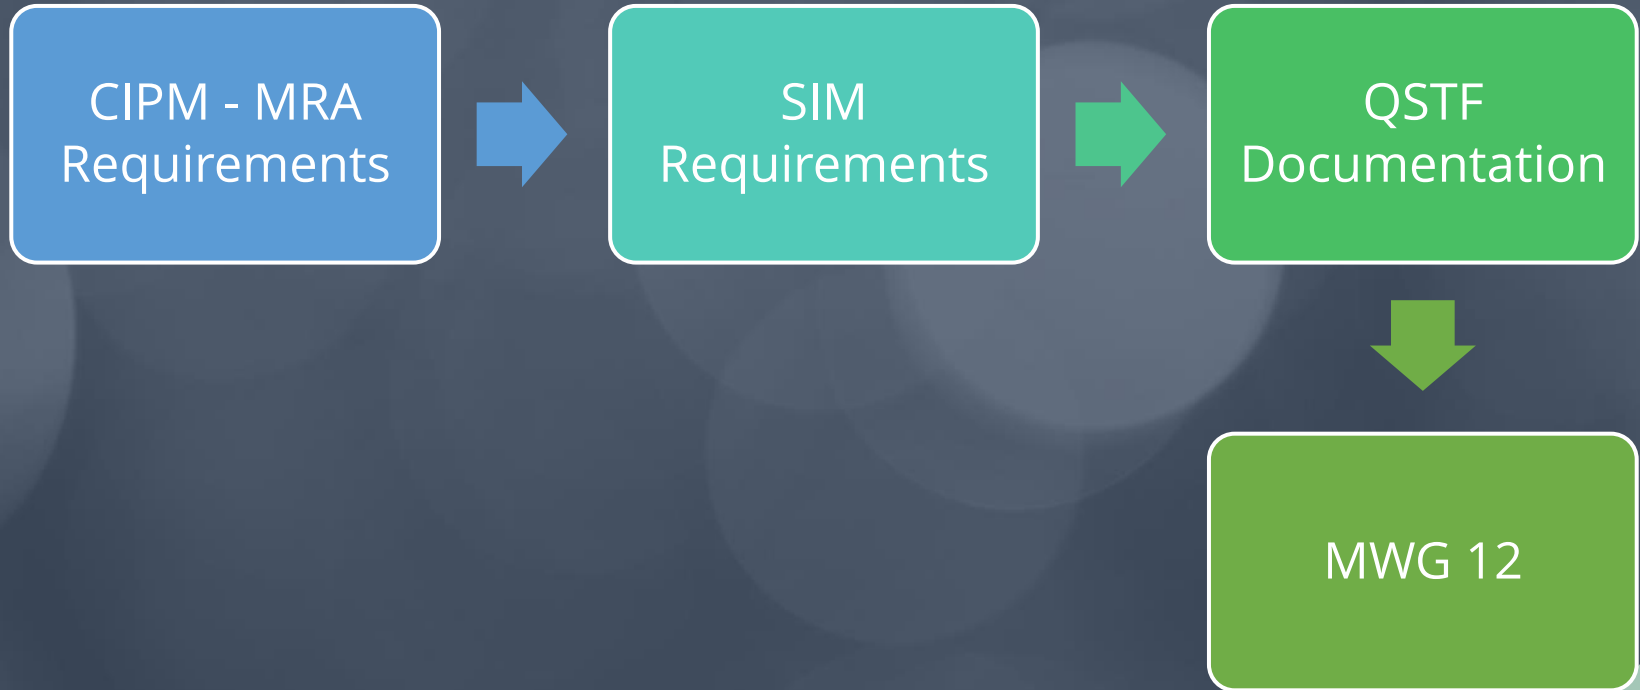 CIPM - MRA
Requirements
SIM
Requirements
QSTF
Documentation
MWG 12